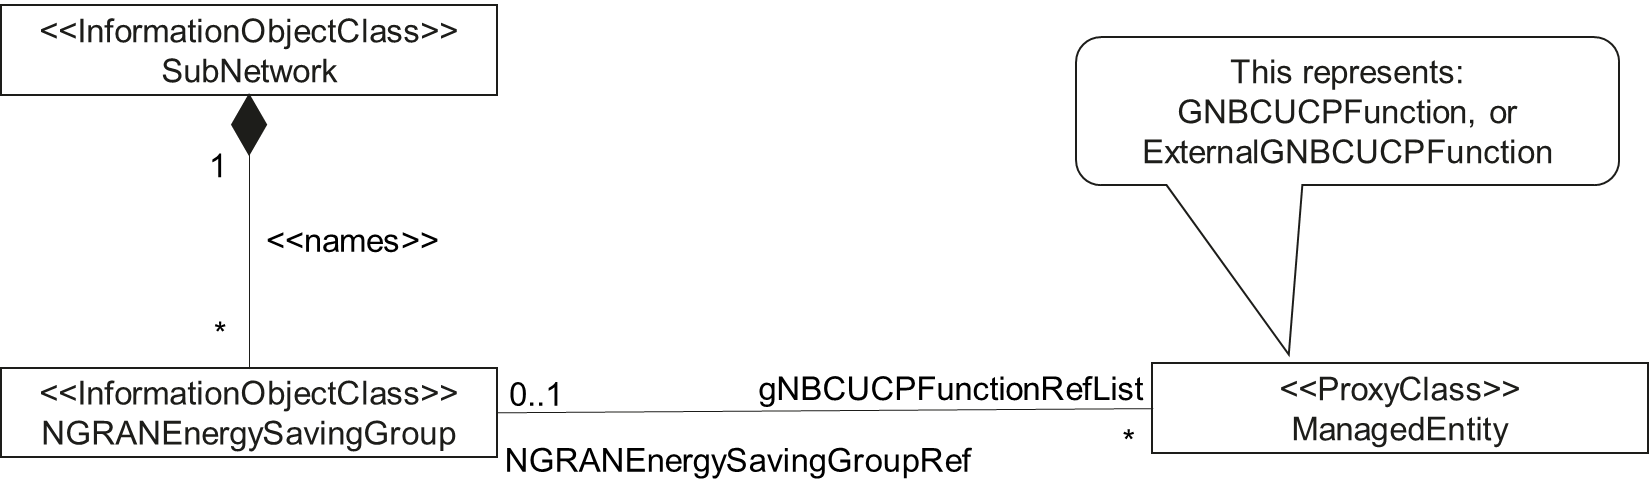 <<InformationObjectClass>>
SubNetwork
This represents:
GNBCUCPFunction, or
ExternalGNBCUCPFunction
1
<<names>>
*
<<InformationObjectClass>>
NGRANEnergySavingGroup
0..1
gNBCUCPFunctionRefList
*
NGRANEnergySavingGroupRef
<<ProxyClass>>
ManagedEntity